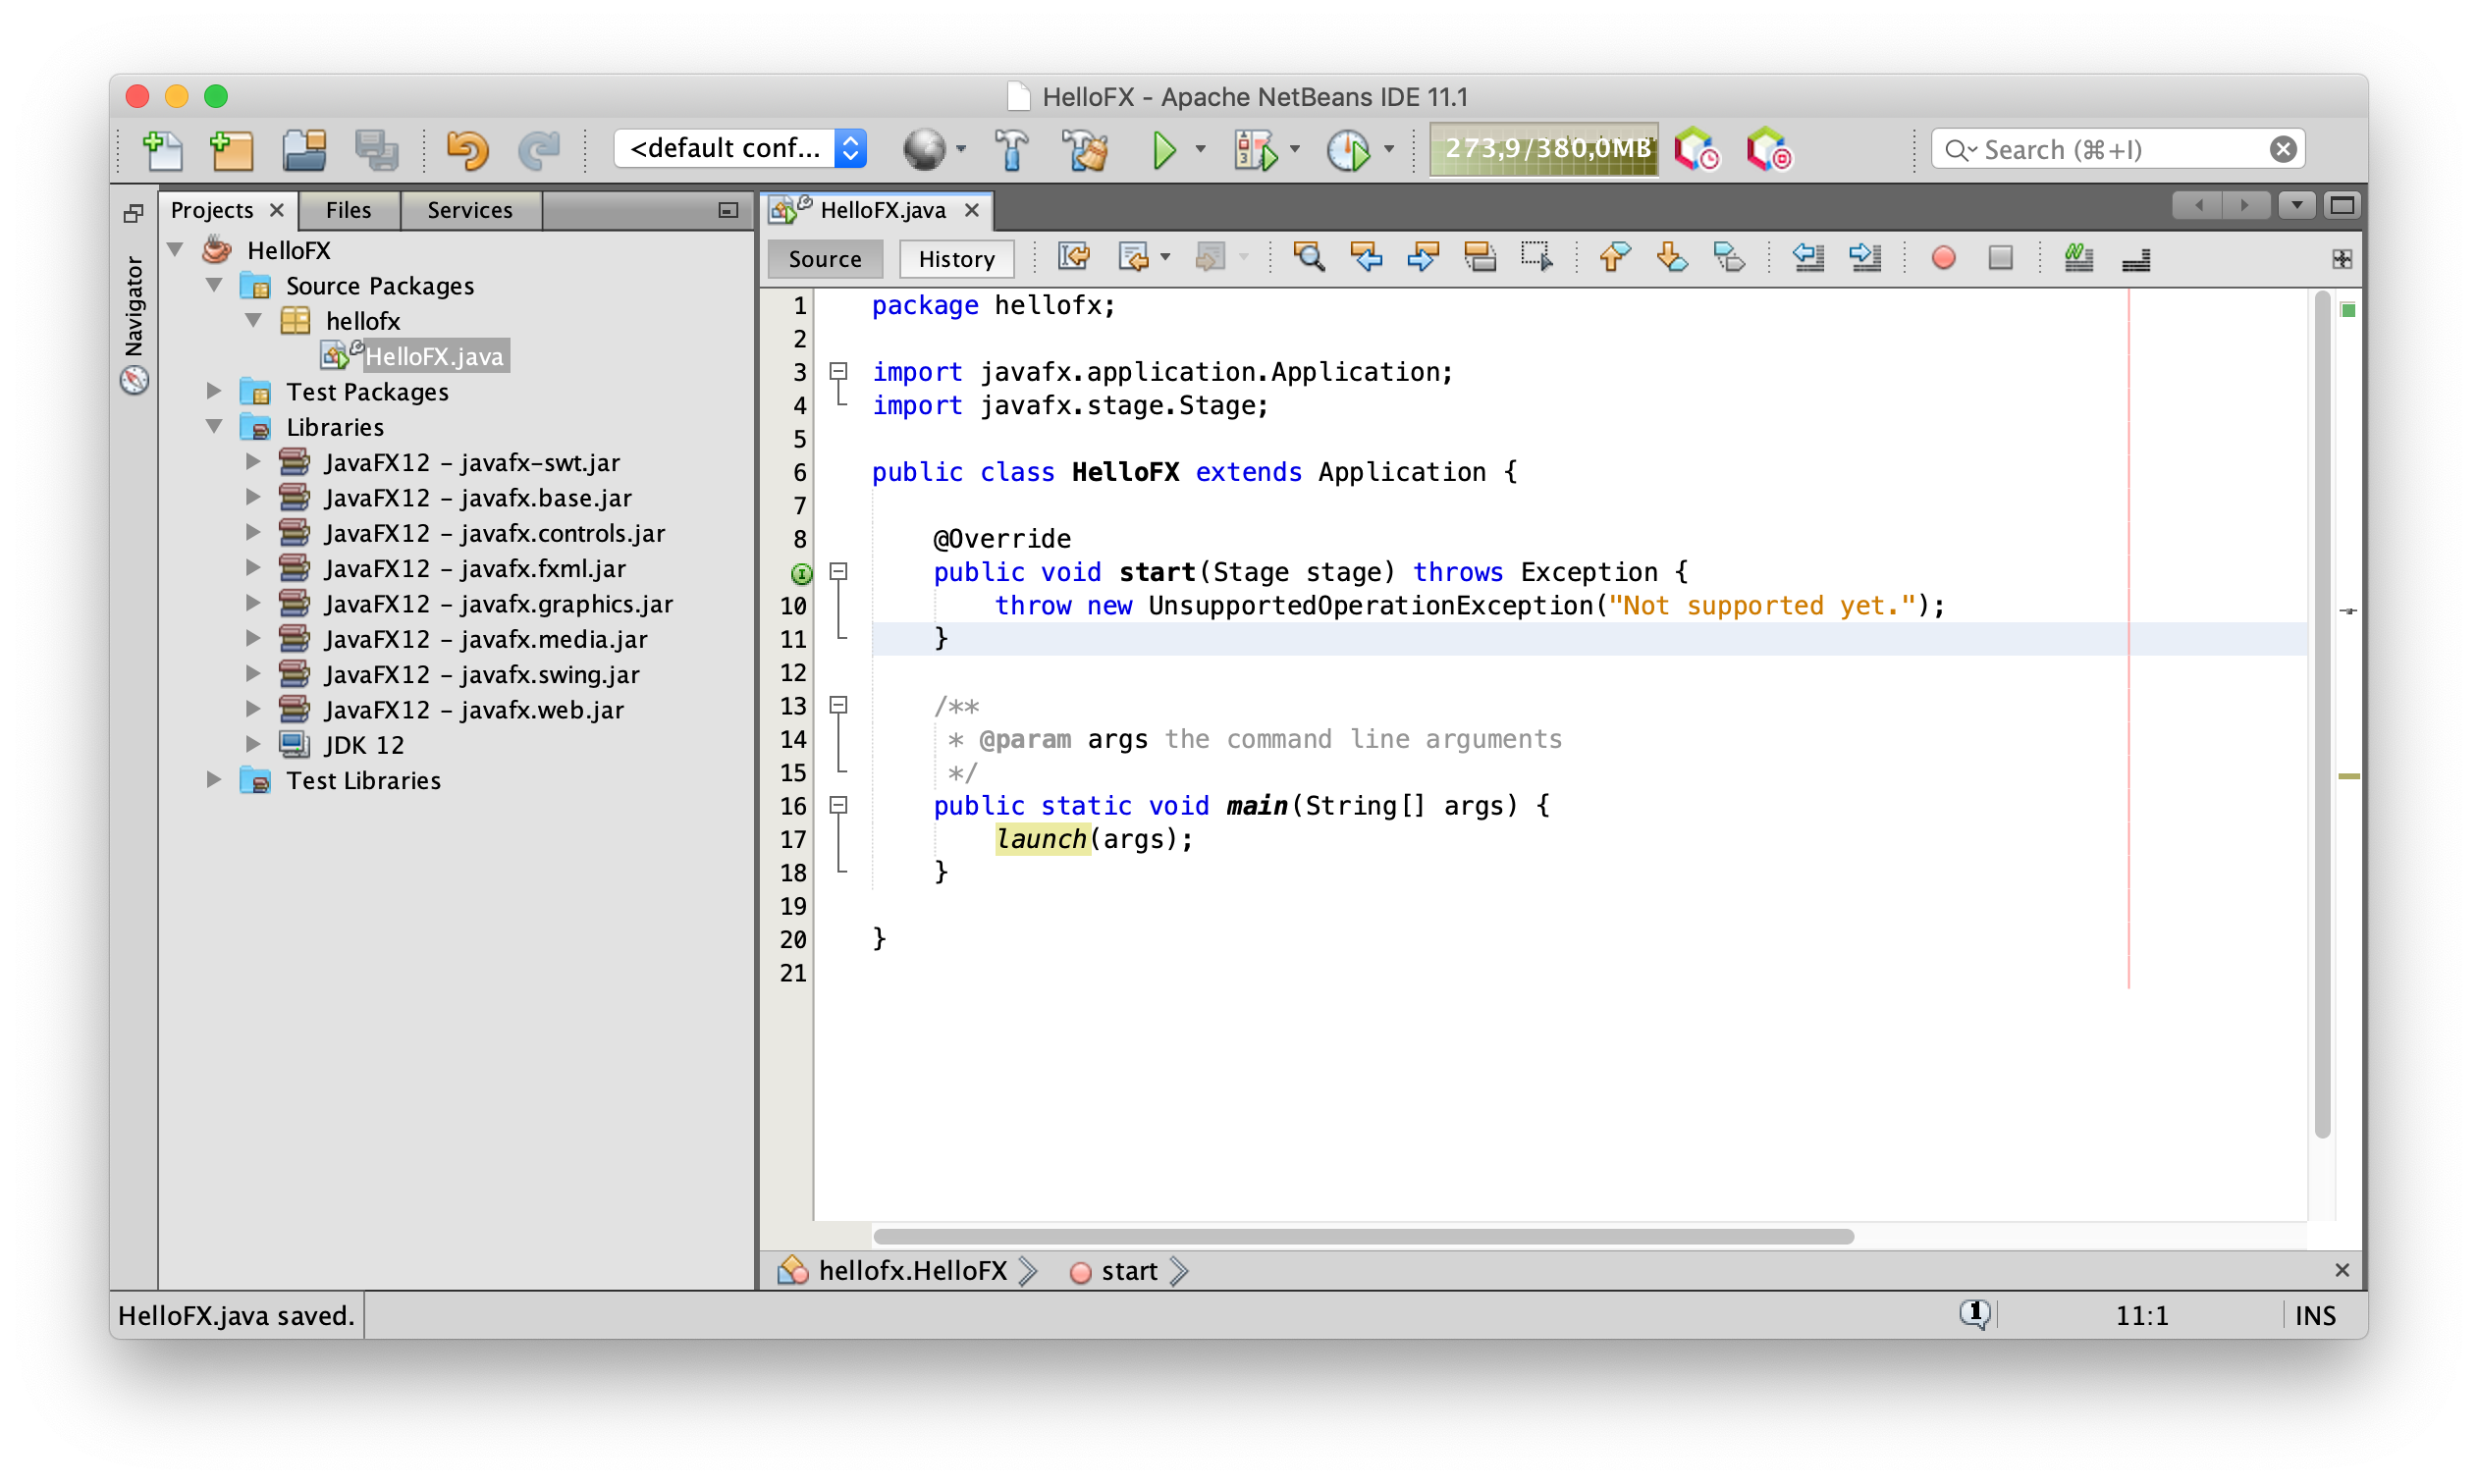 HelloFX - Apache NetBeans IDE 11.1
<default conf...
273,9/380,0MB
Search (⌘+I)
Projects
Files
Services
HelloFX.java
Navigator
HelloFX
Source Packages
hellofx
HelloFX.java
Test Packages
Libraries
JavaFX12 - javafx-swt.jar
JavaFX12 - javafx.base.jar
JavaFX12 - javafx.controls.jar
JavaFX12 - javafx.fxml.jar
JavaFX12 - javafx.graphics.jar
JavaFX12 - javafx.media.jar
JavaFX12 - javafx.swing.jar
JavaFX12 - javafx.web.jar
JDK 12
Test Libraries
Source
History
1 package hellofx;
2
3 import javafx.application.Application;
4 import javafx.stage.Stage;
5
6 public class HelloFX extends Application {
7
8 @Override
public void start(Stage stage) throws Exception {
10 throw new UnsupportedOperationException("Not supported yet.");
11 }
12
13 /**
14 * @param args the command line arguments
15 */
16 public static void main(String[] args) {
17 launch(args);
18 }
19
20 }
21
hellofx.HelloFX
start
HelloFX.java saved.
1
11:1
INS